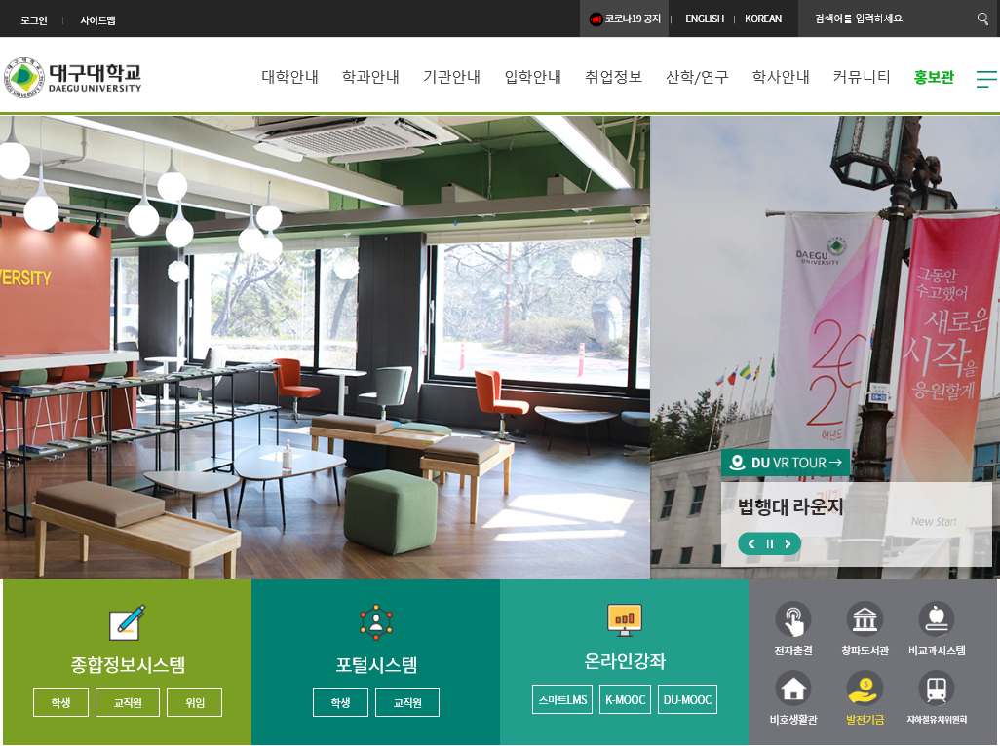 로그인
사이트맵
코로나19 공지
ENGLISH
KOREAN
검색어를 입력하세요.
대구대학교
DAEGU UNIVERSITY
대학안내
학과안내
기관안내
입학안내
취업정보
산학/연구
학사안내
커뮤니티
홍보관
VERSITY
DAEGU
UNIVERSITY
202
학년도
그동안
수고했어
새로운
시작을
응원할게
New Start
DU VR TOUR →
법행대 라운지
종합정보시스템
학생
교직원
위임
포털시스템
학생
교직원
온라인강좌
스마트LMS
K-MOOC
DU-MOOC
전자출결
창파도서관
비교과시스템
비호생활관
발전기금
지하철유치위원회